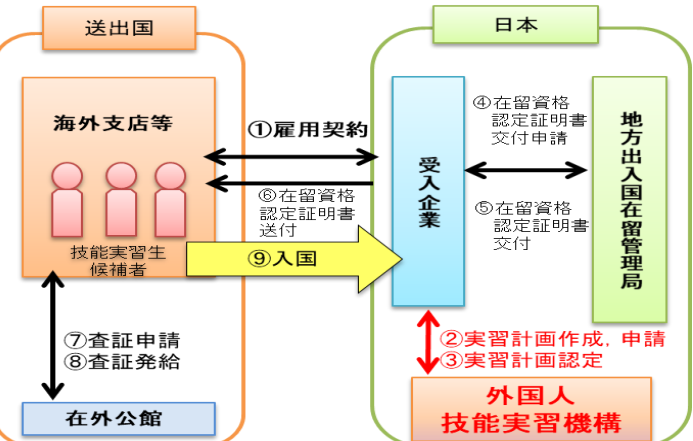 送出国
海外支店等
技能実習生
候補者
①雇用契約
⑥在留資格
認定証明書
送付
⑨入国
⑦査証申請
⑧査証発給
在外公館
日本
受入企業
④在留資格
認定証明書
交付申請
⑤在留資格
認定証明書
交付
地方出入国在留管理局
②実習計画作成，申請
③実習計画認定
外国人
技能実習機構